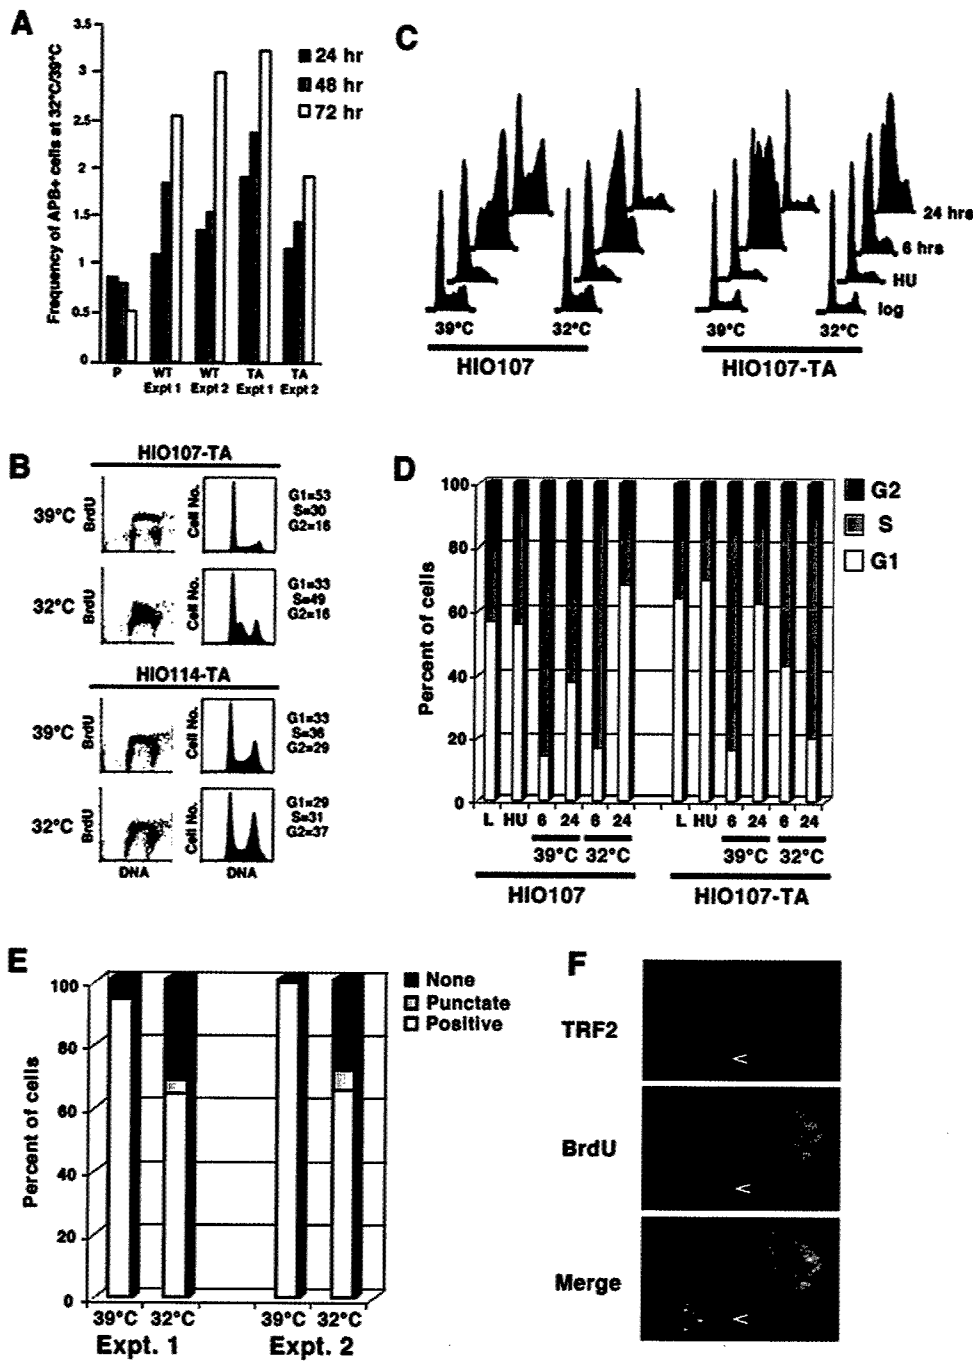 A
Frequency of APB+ cells at 32°C/39°C
3.5
3
2.5
2
1.5
1
0.5
0
24 hr
48 hr
72 hr
P
WT
Expt 1
WT
Expt 2
TA
Expt 1
TA
Expt 2
C
24 hrs
6 hrs
HU
log
39°C
32°C
HIO107
39°C
32°C
HIO107-TA
B
HIO107-TA
39°C
BrdU
Cell No.
G1=53
S=30
G2=16
32°C
BrdU
Cell No.
G1=33
S=49
G2=16
HIO114-TA
39°C
BrdU
Cell No.
G1=33
S=36
G2=29
32°C
BrdU
Cell No.
G1=29
S=31
G2=37
DNA
DNA
D
Percent of cells
100
80
60
40
20
0
G2
S
G1
L HU 6 24 6 24
39°C 32°C
HIO107
L HU 6 24 6 24
39°C 32°C
HIO107-TA
E
Percent of cells
100
80
60
40
20
0
None
Punctate
Positive
39°C 32°C
Expt. 1
39°C 32°C
Expt. 2
F
TRF2
BrdU
Merge